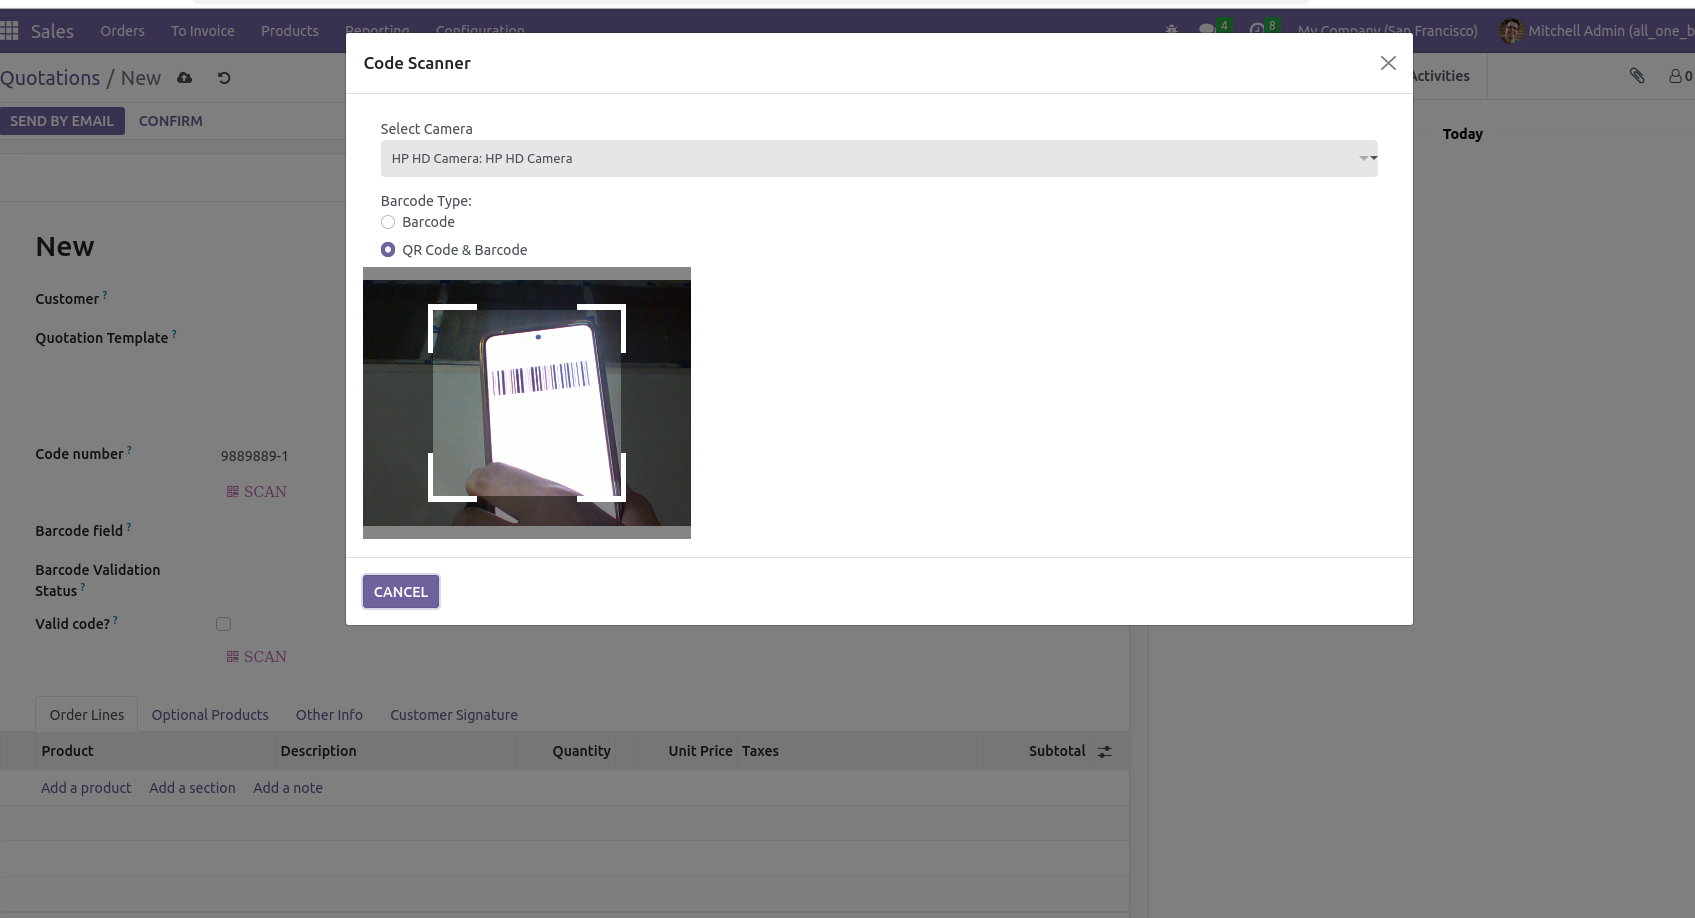 Sales Orders To Invoice Products Reporting Configuration 4 8 My Company (San Francisco) Mitchell Admin (all_one_b
Quotations / New
Activities 0
SEND BY EMAIL CONFIRM
Today
Code Scanner
Select Camera
HP HD Camera: HP HD Camera
Barcode Type:
Barcode
QR Code & Barcode
CANCEL
New
Customer ?
Quotation Template ?
Code number ? 9889889-1
SCAN
Barcode field ?
Barcode Validation
Status ?
Valid code? ?
SCAN
Order Lines Optional Products Other Info Customer Signature
Product Description Quantity Unit Price Taxes Subtotal
Add a product Add a section Add a note